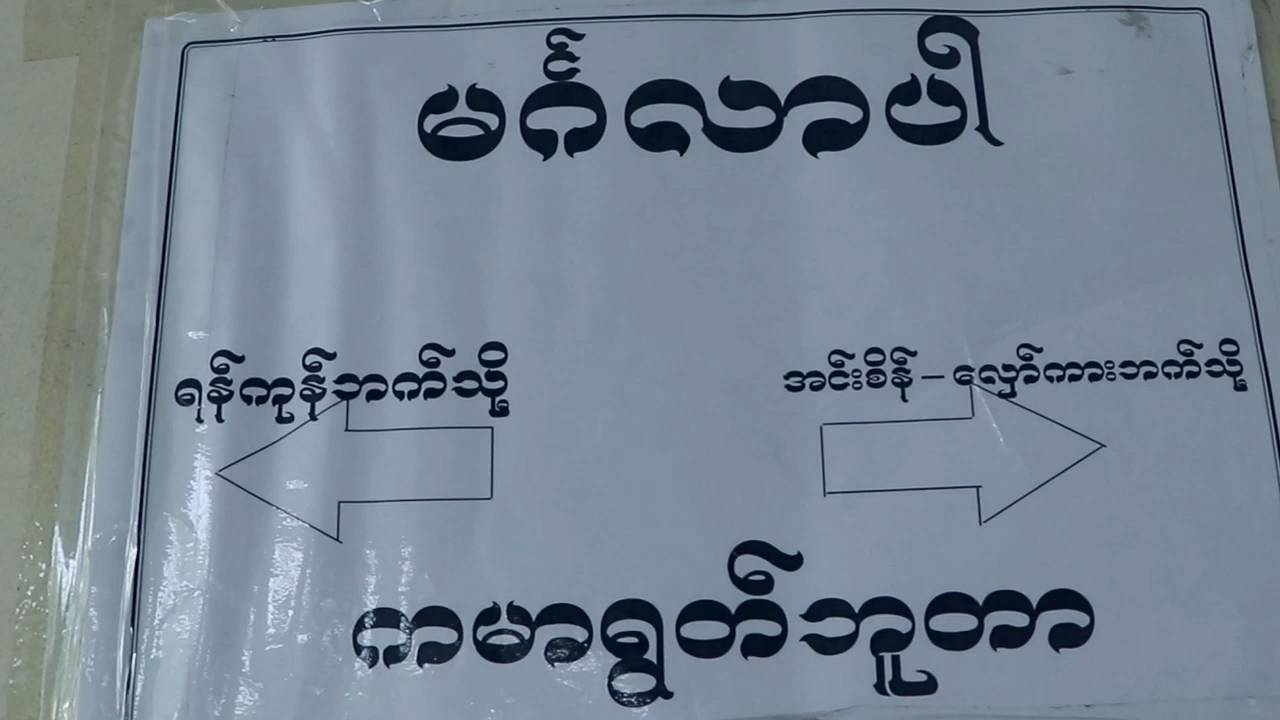 မင်္ဂလာပါ
ရန်ကုန်ဘက်သို့
အင်းစိန် – လှော်ကားဘက်သို့
ကမာရွတ်ဘူတာ